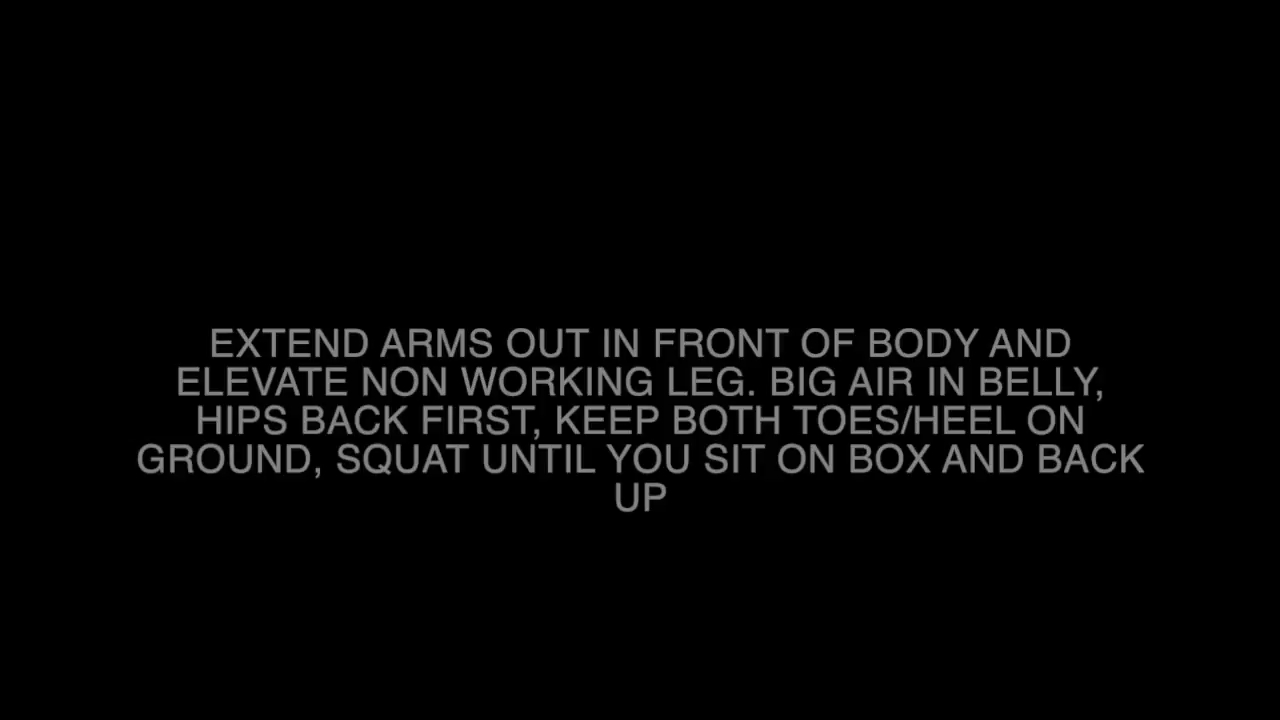 EXTEND ARMS OUT IN FRONT OF BODY AND
ELEVATE NON WORKING LEG. BIG AIR IN BELLY,
HIPS BACK FIRST, KEEP BOTH TOES/HEEL ON
GROUND, SQUAT UNTIL YOU SIT ON BOX AND BACK
UP